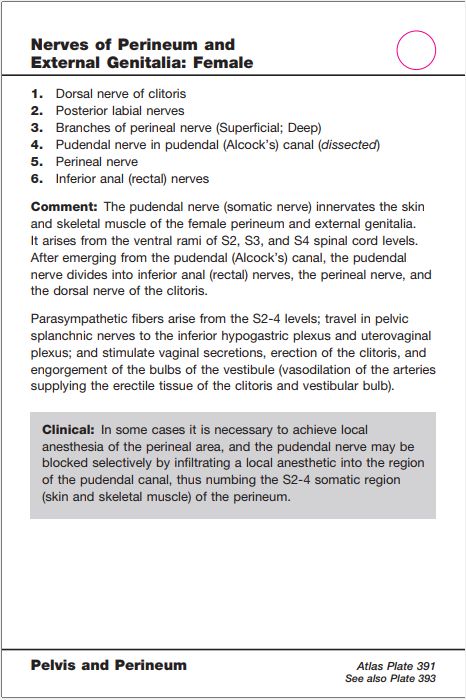 Nerves of Perineum and
External Genitalia: Female
1. Dorsal nerve of clitoris
2. Posterior labial nerves
3. Branches of perineal nerve (Superficial; Deep)
4. Pudendal nerve in pudendal (Alcock's) canal (dissected)
5. Perineal nerve
6. Inferior anal (rectal) nerves
Comment: The pudendal nerve (somatic nerve) innervates the skin
and skeletal muscle of the female perineum and external genitalia.
It arises from the ventral rami of S2, S3, and S4 spinal cord levels.
After emerging from the pudendal (Alcock's) canal, the pudendal
nerve divides into inferior anal (rectal) nerves, the perineal nerve, and
the dorsal nerve of the clitoris.
Parasympathetic fibers arise from the S2-4 levels; travel in pelvic
splanchnic nerves to the inferior hypogastric plexus and uterovaginal
plexus; and stimulate vaginal secretions, erection of the clitoris, and
engorgement of the bulbs of the vestibule (vasodilation of the arteries
supplying the erectile tissue of the clitoris and vestibular bulb).
Clinical: In some cases it is necessary to achieve local
anesthesia of the perineal area, and the pudendal nerve may be
blocked selectively by infiltrating a local anesthetic into the region
of the pudendal canal, thus numbing the S2-4 somatic region
(skin and skeletal muscle) of the perineum.
Pelvis and Perineum
Atlas Plate 391
See also Plate 393